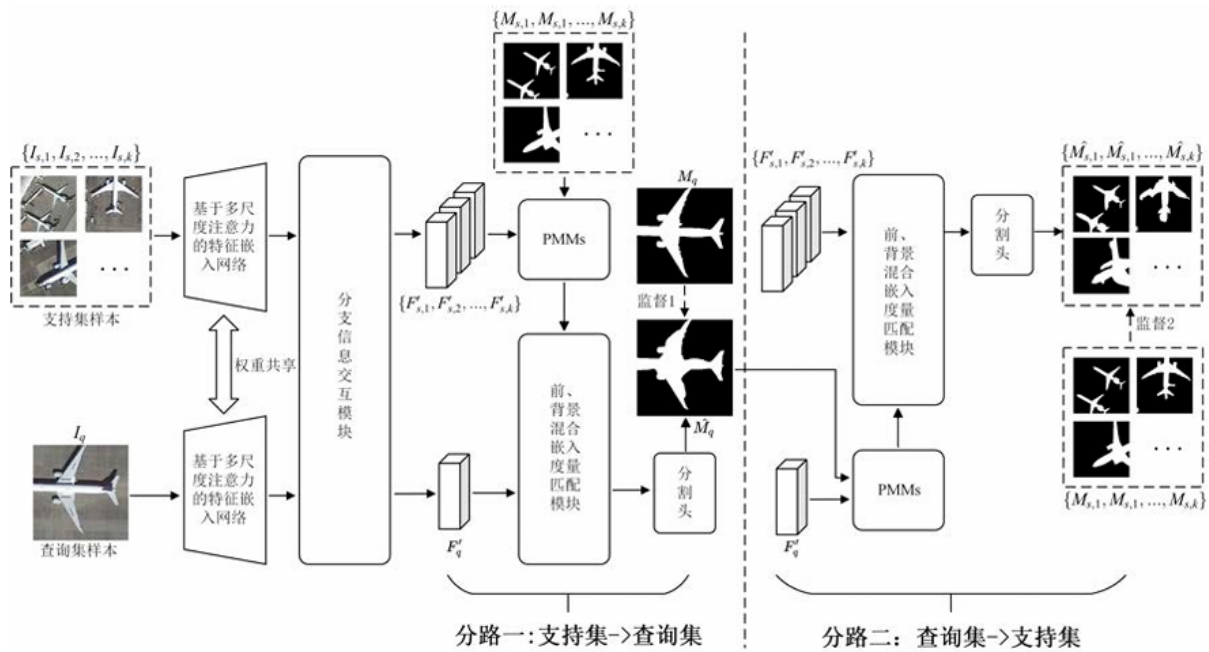 {M_{s,1}, M_{s,1}, ..., M_{s,k}}
{I_{s,1}, I_{s,2}, ..., I_{s,k}}
. . .
支持集样本
基于多尺
度注意力
的特征嵌
入网络
权重共享
I_q
查询集样本
基于多尺
度注意力
的特征嵌
入网络
分
支
信
息
交
互
模
块
. . .
{F'_{s,1}, F'_{s,2}, ..., F'_{s,k}}
PMMs
前、
背景
混合
嵌入
度量
匹配
模块
F'_q
M_q
监督1
M̂_q
分
割
头
分路一:支持集->查询集
{F'_{s,1}, F'_{s,2}, ..., F'_{s,k}}
前、
背景
混合
嵌入
度量
匹配
模块
分
割
头
{M̂_{s,1}, M̂_{s,1}, ..., M̂_{s,k}}
. . .
监督2
. . .
{M_{s,1}, M_{s,1}, ..., M_{s,k}}
PMMs
F'_q
分路二：查询集->支持集